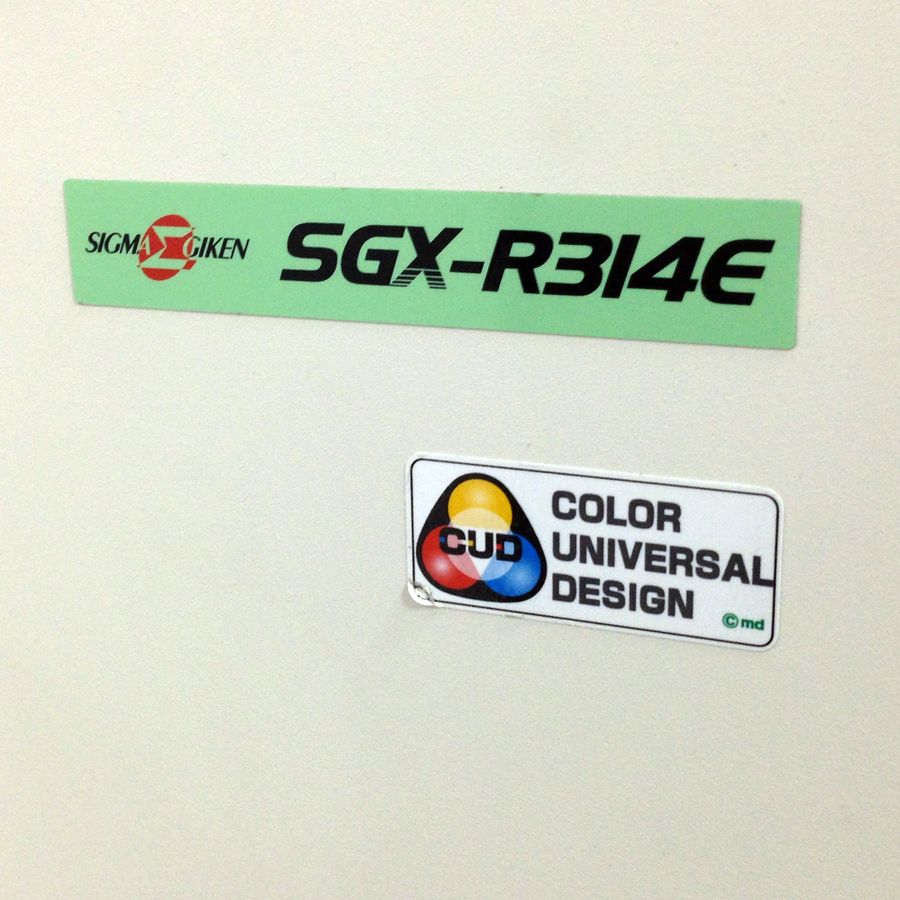 SIGMA GIKEN
SGX-R314E
CUD
COLOR
UNIVERSAL
DESIGN
©md